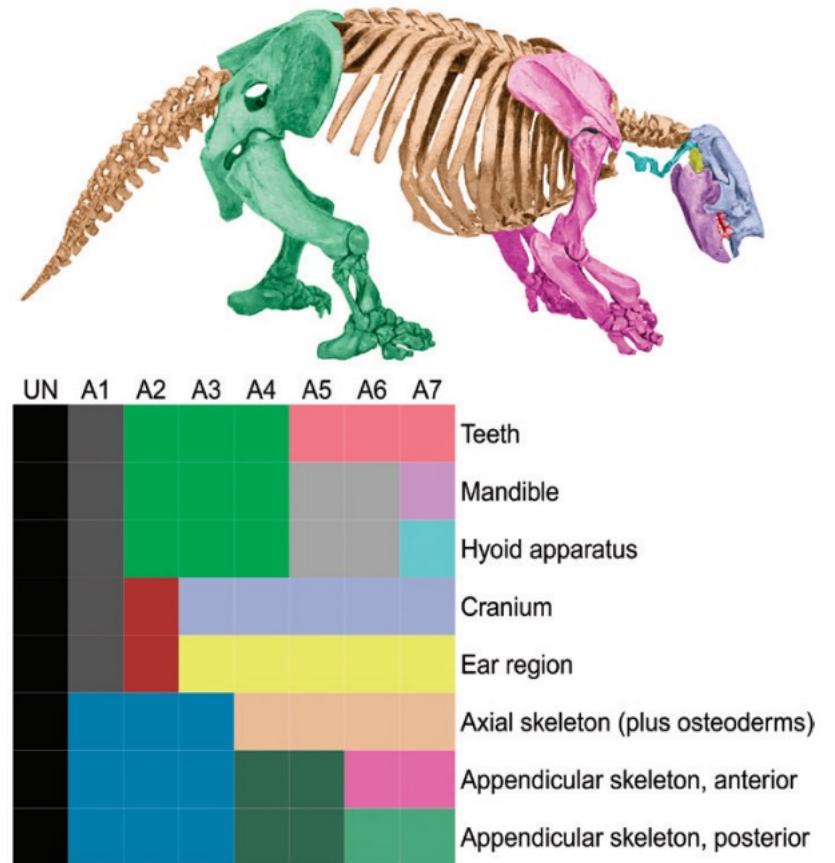 UN A1 A2 A3 A4 A5 A6 A7
Teeth
Mandible
Hyoid apparatus
Cranium
Ear region
Axial skeleton (plus osteoderms)
Appendicular skeleton, anterior
Appendicular skeleton, posterior